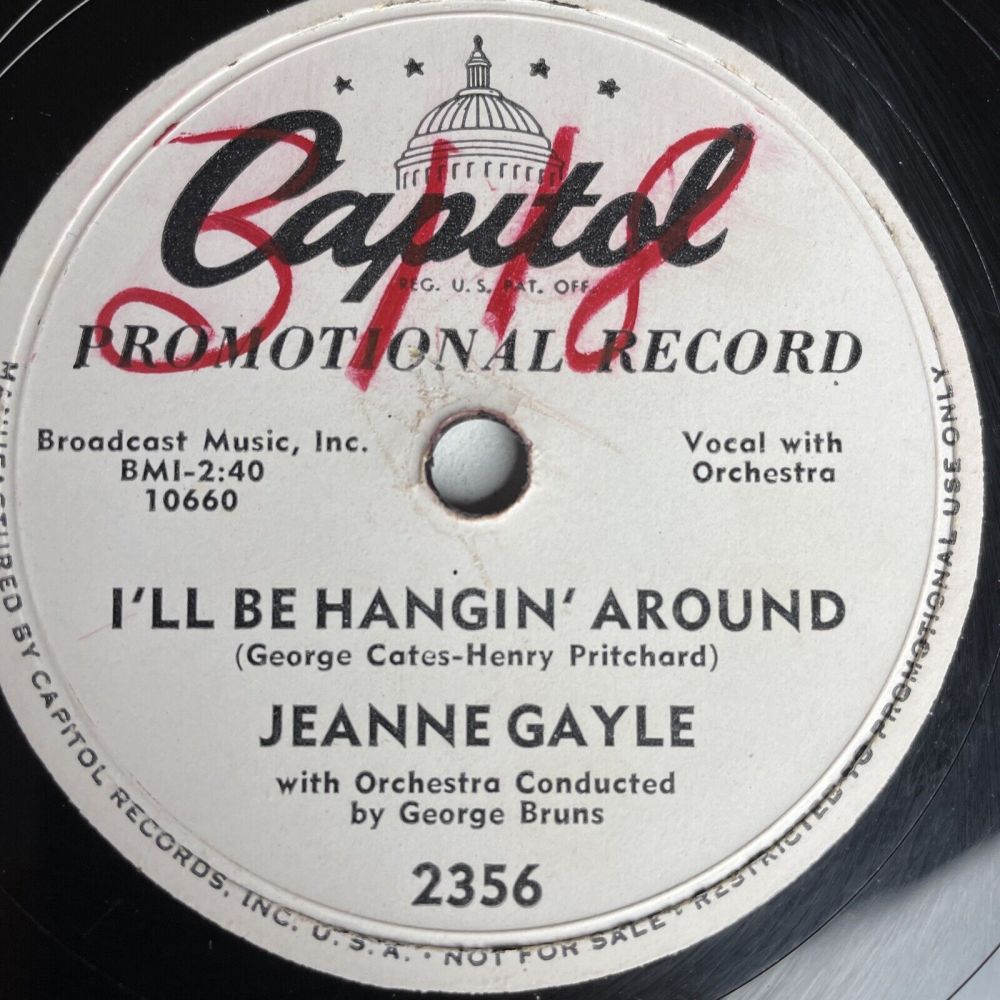 Capitol
REG. U.S. PAT. OFF.
PROMOTIONAL RECORD
Broadcast Music, Inc.
BMI-2:40
10660
Vocal with
Orchestra
I'LL BE HANGIN' AROUND
(George Cates-Henry Pritchard)
JEANNE GAYLE
with Orchestra Conducted
by George Bruns
2356
MANUFACTURED BY CAPITOL RECORDS, INC. U.S.A. • NOT FOR SALE • RESTRICTED TO PROMOTIONAL USE ONLY